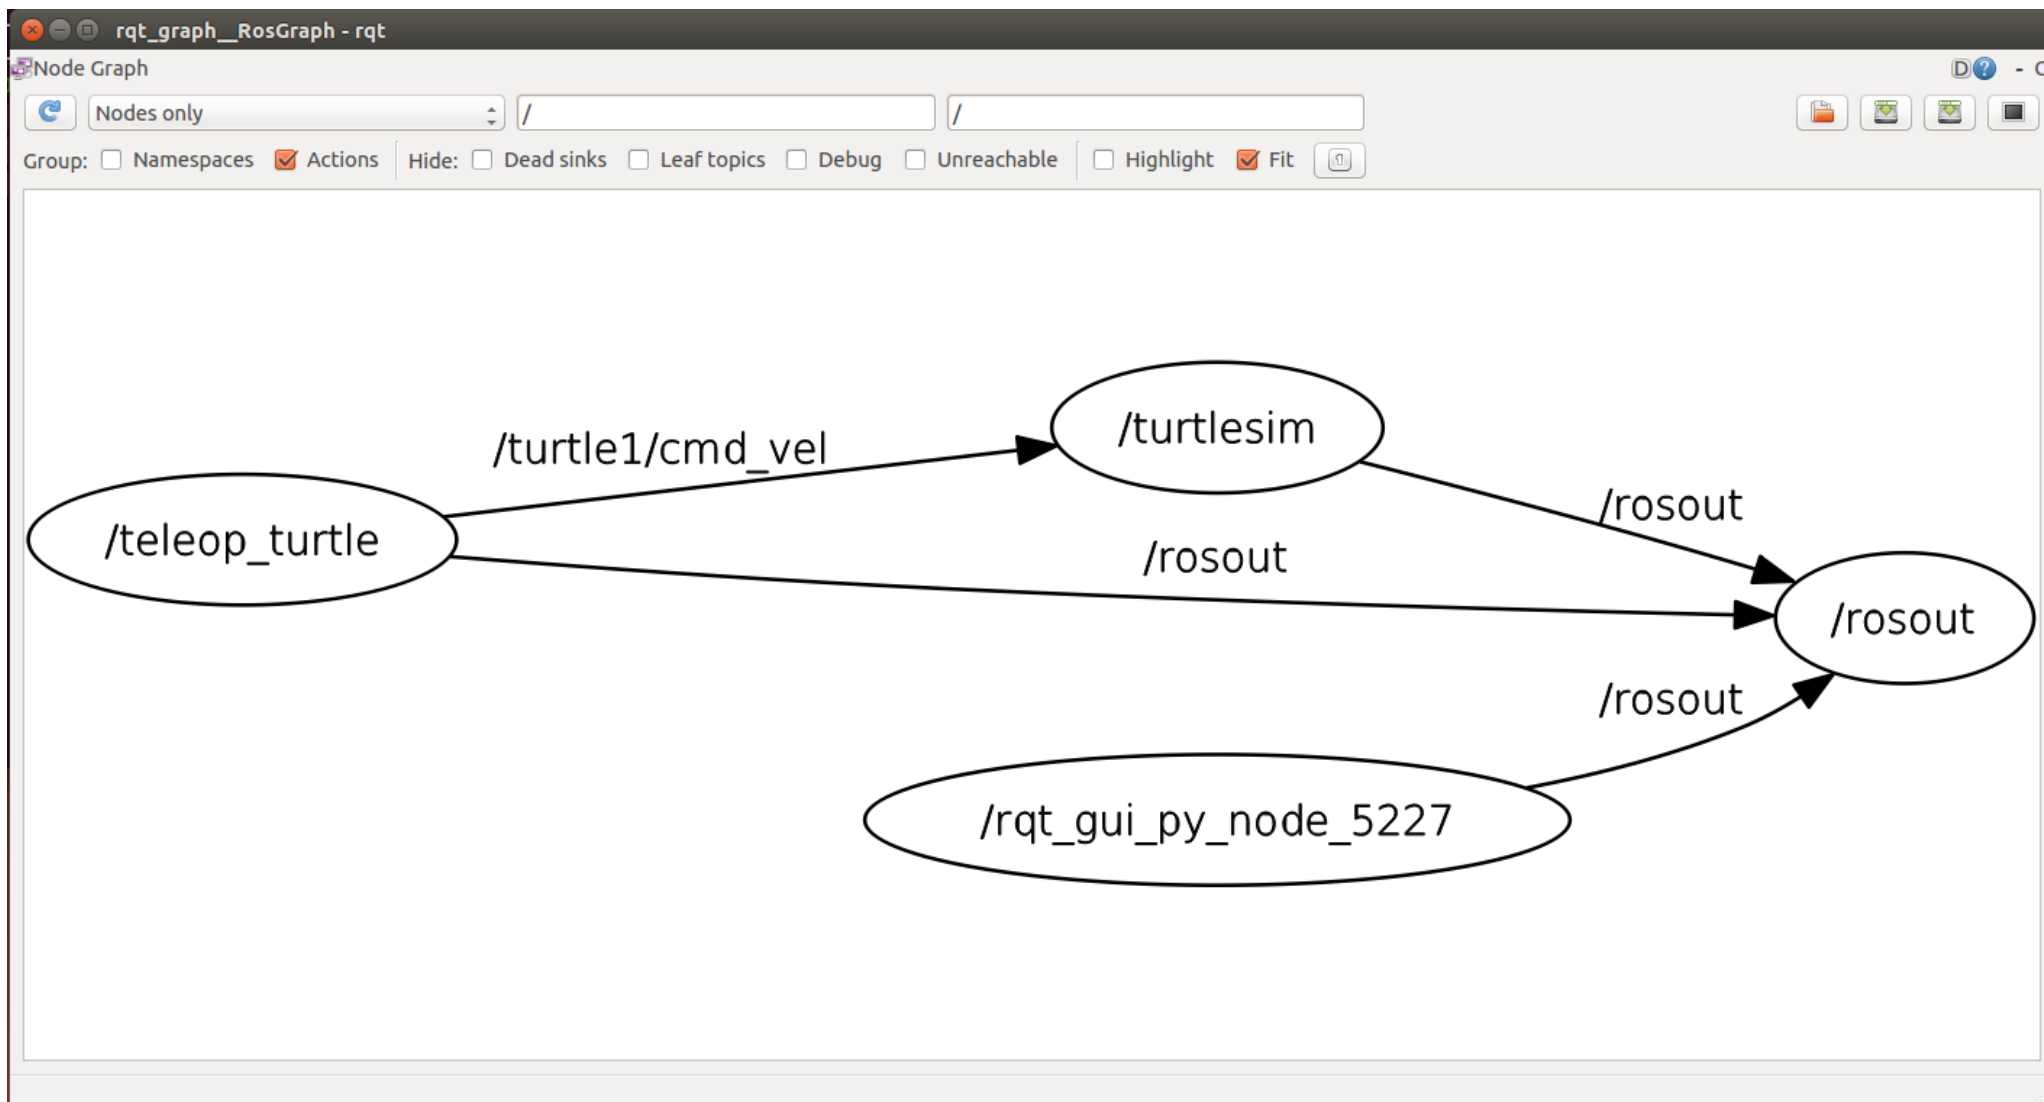 rqt_graph__RosGraph - rqt
Node Graph
D ? - C
Nodes only / /
Group: Namespaces Actions Hide: Dead sinks Leaf topics Debug Unreachable Highlight Fit
/turtlesim
/turtle1/cmd_vel
/rosout
/teleop_turtle
/rosout
/rosout
/rosout
/rqt_gui_py_node_5227